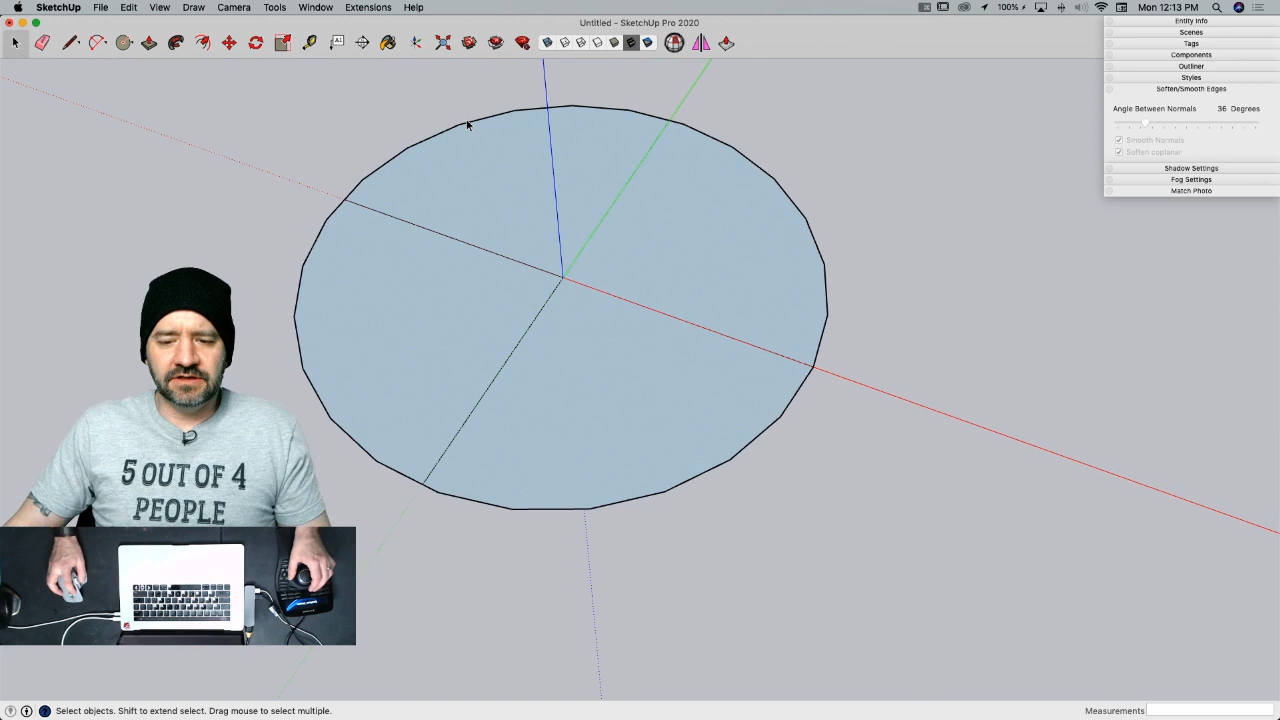 SketchUp File Edit View Draw Camera Tools Window Extensions Help 100% Mon 12:13 PM
Untitled - SketchUp Pro 2020
Entity Info
Scenes
Tags
Components
Outliner
Styles
Soften/Smooth Edges
Angle Between Normals 36 Degrees
Smooth Normals
Soften coplanar
Shadow Settings
Fog Settings
Match Photo
5 OUT OF 4
PEOPLE
Select objects. Shift to extend select. Drag mouse to select multiple.
Measurements